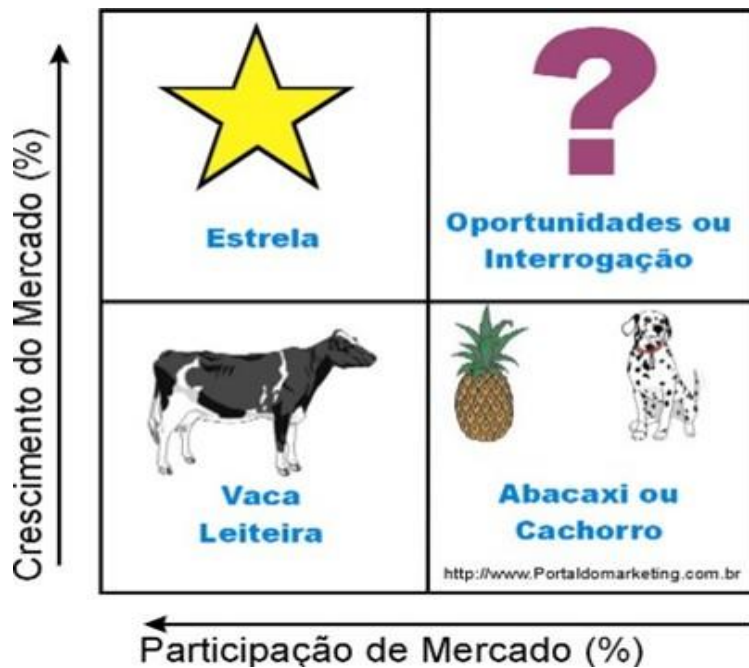 Crescimento do Mercado (%)
Estrela
?
Oportunidades ou
Interrogação
Vaca
Leiteira
Abacaxi ou
Cachorro
http://www.Portaldomarketing.com.br
Participação de Mercado (%)